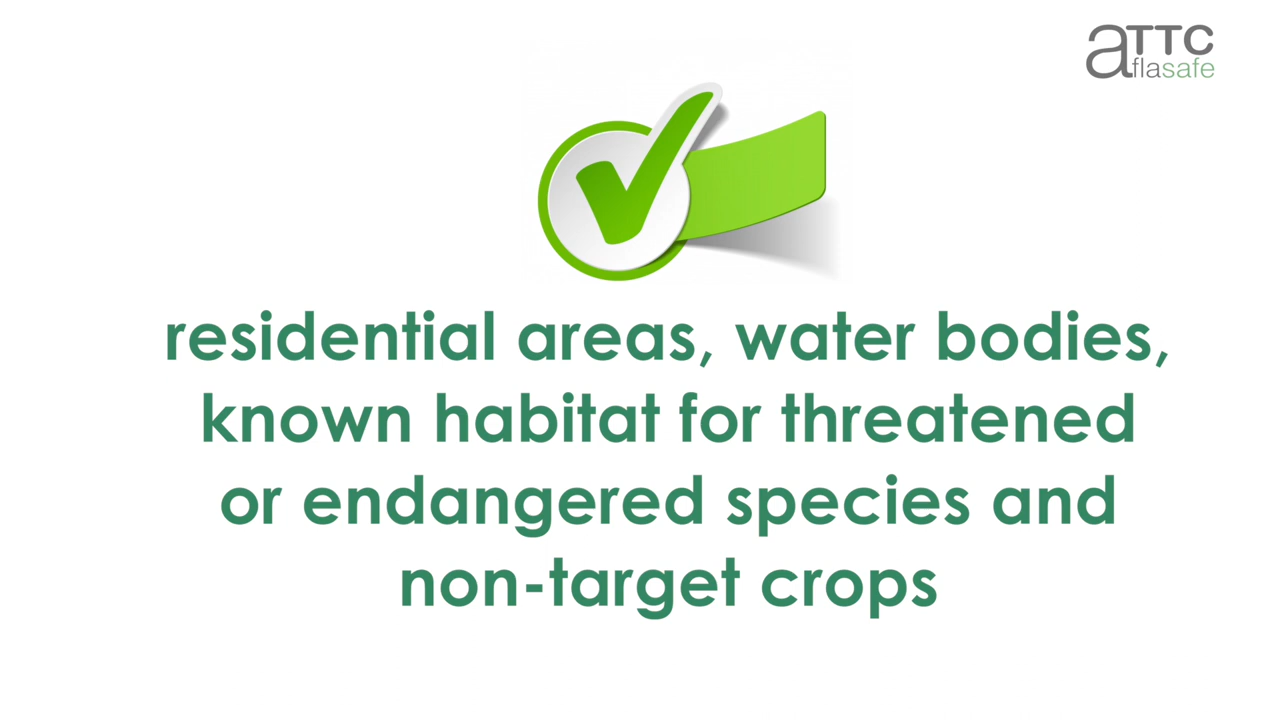 aTTC
aflasafe
residential areas, water bodies,
known habitat for threatened
or endangered species and
non-target crops